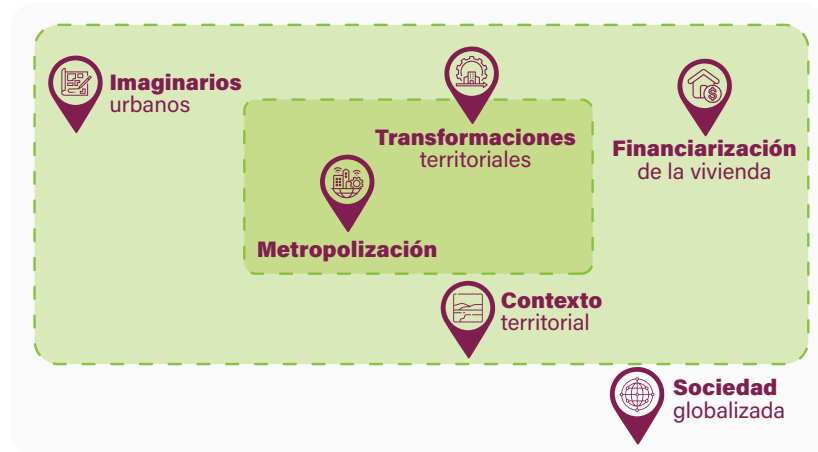 Imaginarios
urbanos
Transformaciones
territoriales
Financiarización
de la vivienda
Metropolización
Contexto
territorial
Sociedad
globalizada